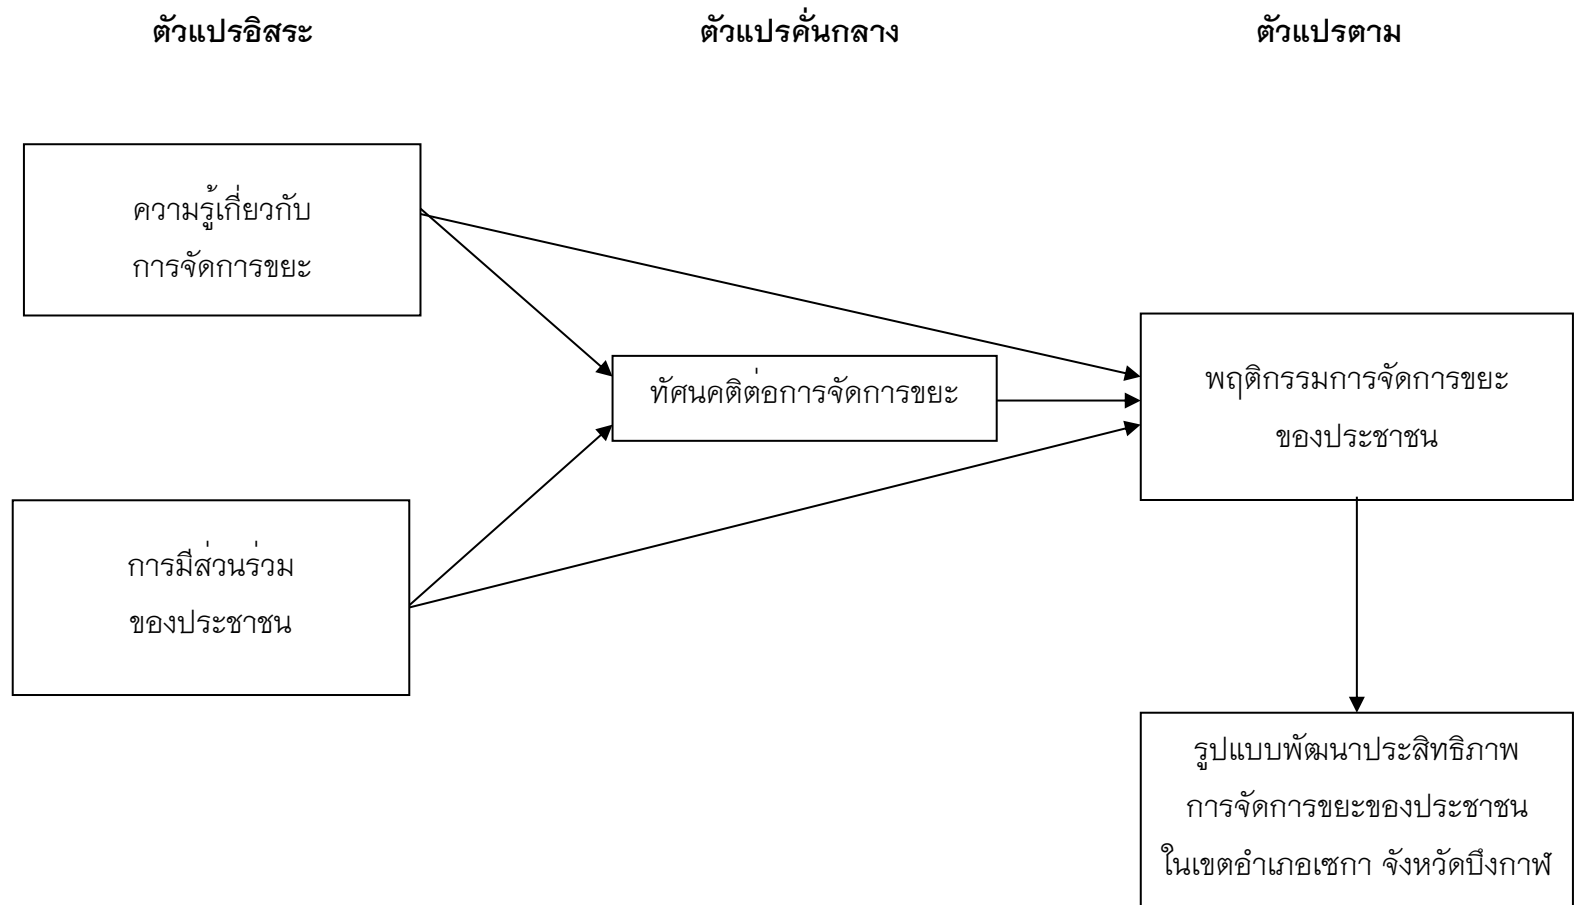 ตัวแปรอิสระ
ตัวแปรคั่นกลาง
ตัวแปรตาม
ความรู้เกี่ยวกับ
การจัดการขยะ
ทัศนคติต่อการจัดการขยะ
พฤติกรรมการจัดการขยะ
ของประชาชน
การมีส่วนร่วม
ของประชาชน
รูปแบบพัฒนาประสิทธิภาพ
การจัดการขยะของประชาชน
ในเขตอำเภอเซกา จังหวัดบึงกาฬ